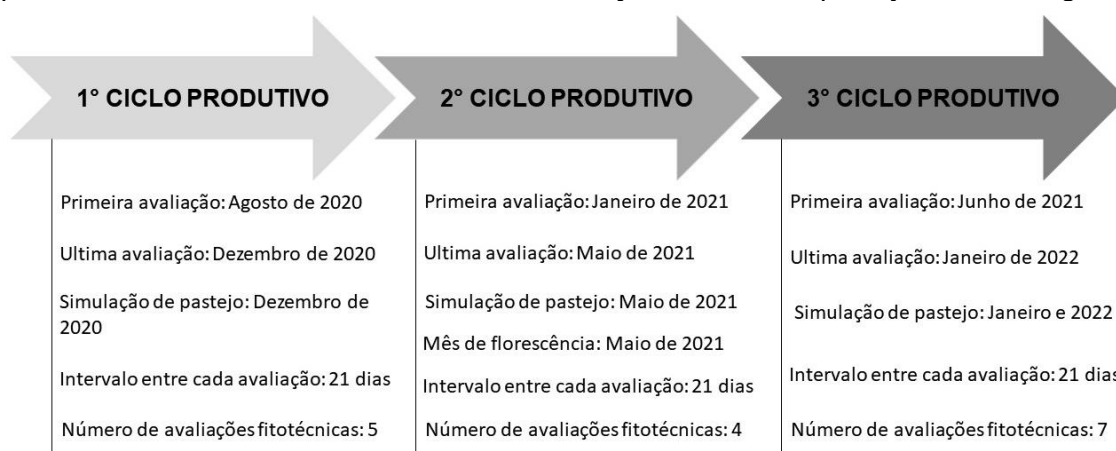 1° CICLO PRODUTIVO
Primeira avaliação: Agosto de 2020
Ultima avaliação: Dezembro de 2020
Simulação de pastejo: Dezembro de
2020
Intervalo entre cada avaliação: 21 dias
Número de avaliações fitotécnicas: 5
2° CICLO PRODUTIVO
Primeira avaliação: Janeiro de 2021
Ultima avaliação: Maio de 2021
Simulação de pastejo: Maio de 2021
Mês de florescência: Maio de 2021
Intervalo entre cada avaliação: 21 dias
Número de avaliações fitotécnicas: 4
3° CICLO PRODUTIVO
Primeira avaliação: Junho de 2021
Ultima avaliação: Janeiro de 2022
Simulação de pastejo: Janeiro e 2022
Intervalo entre cada avaliação: 21 dias
Número de avaliações fitotécnicas: 7